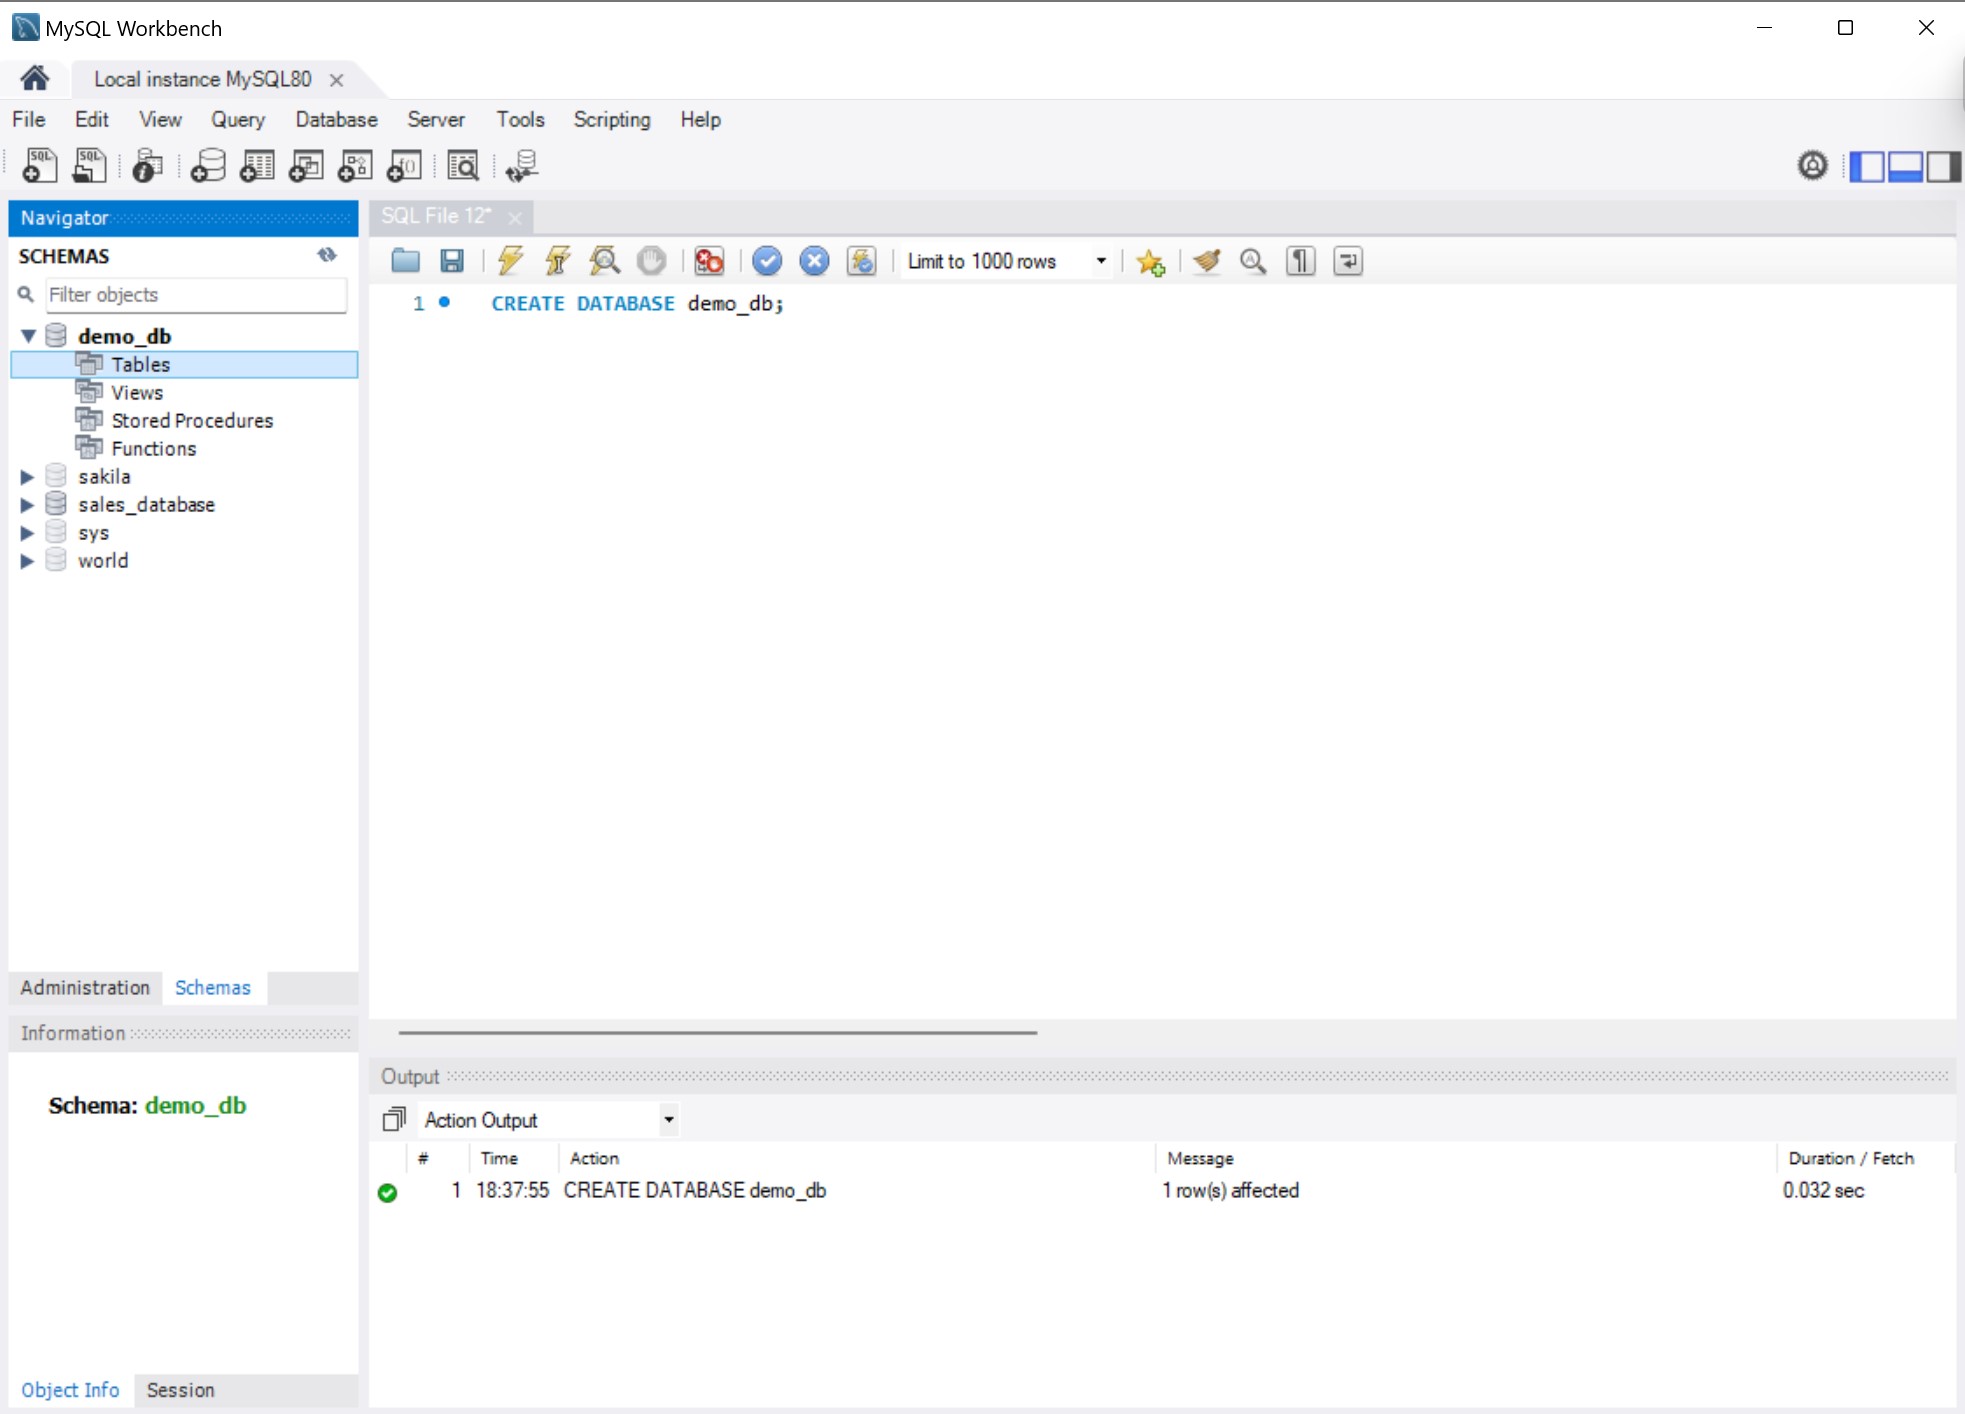 MySQL Workbench
Local instance MySQL80
File Edit View Query Database Server Tools Scripting Help
Navigator
SCHEMAS
Filter objects
demo_db
Tables
Views
Stored Procedures
Functions
sakila
sales_database
sys
world
Administration Schemas
Information
Schema: demo_db
Object Info Session
SQL File 12*
Limit to 1000 rows
1 CREATE DATABASE demo_db;
Output
Action Output
# Time Action Message Duration / Fetch
1 18:37:55 CREATE DATABASE demo_db 1 row(s) affected 0.032 sec